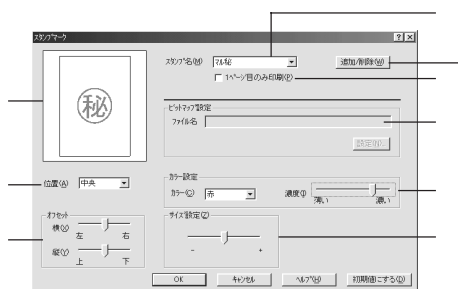 スタンプマーク
スタンプ名(M) マル秘 追加/削除(W)
1ページ目のみ印刷(P)
秘
ビットマップ設定
ファイル名
設定(N)...
位置(A) 中央
カラー設定
カラー(C) 赤 濃度(I) 薄い 濃い
オフセット
横(X) 左 右
縦(Y) 上 下
サイズ設定(Z)
- +
OK キャンセル ヘルプ(H) 初期値にする(D)